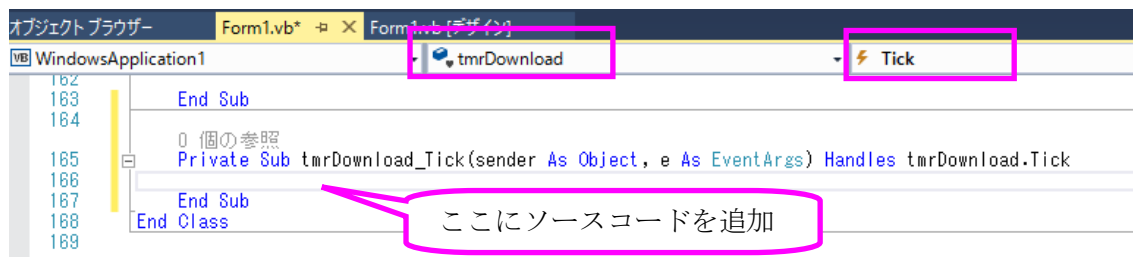 オブジェクト ブラウザー Form1.vb* Form1.vb [デザイン]
VB WindowsApplication1 tmrDownload Tick
162
163 End Sub
164
0 個の参照
165 Private Sub tmrDownload_Tick(sender As Object, e As EventArgs) Handles tmrDownload.Tick
166
167 End Sub
168 End Class
169
ここにソースコードを追加